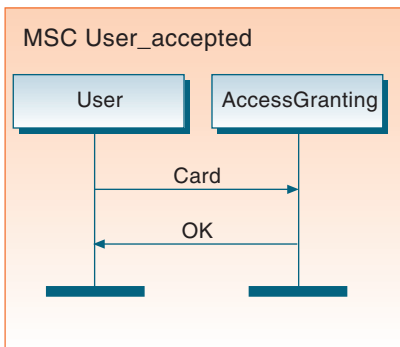 MSC User_accepted
User
AccessGranting
Card
OK